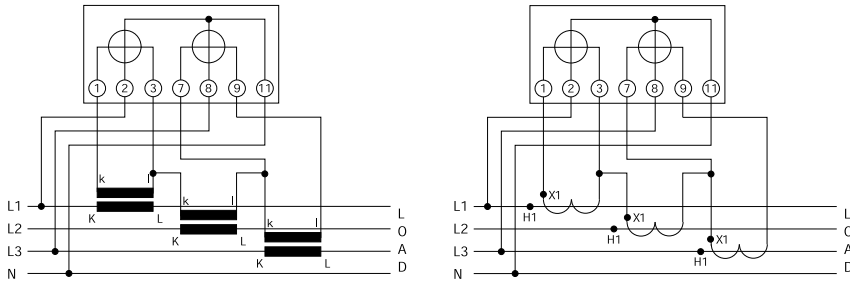 1 2 3 7 8 9 11
k l
k l
L1 L
K L
k l
L2 O
K L
L3 A
K L
N D
1 2 3 7 8 9 11
X1
L1 L
H1
X1
L2 O
H1
X1
L3 A
H1
N D